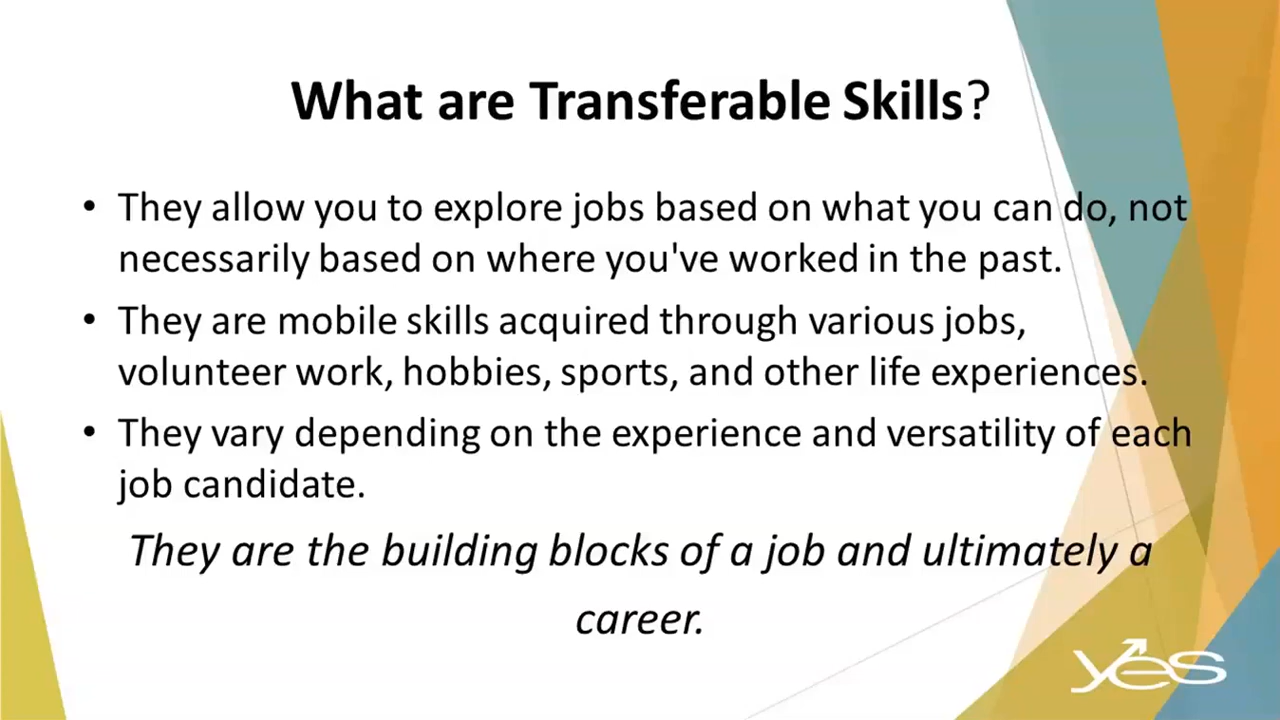 What are Transferable Skills?
• They allow you to explore jobs based on what you can do, not
necessarily based on where you've worked in the past.
• They are mobile skills acquired through various jobs,
volunteer work, hobbies, sports, and other life experiences.
• They vary depending on the experience and versatility of each
job candidate.
They are the building blocks of a job and ultimately a
career.
yes